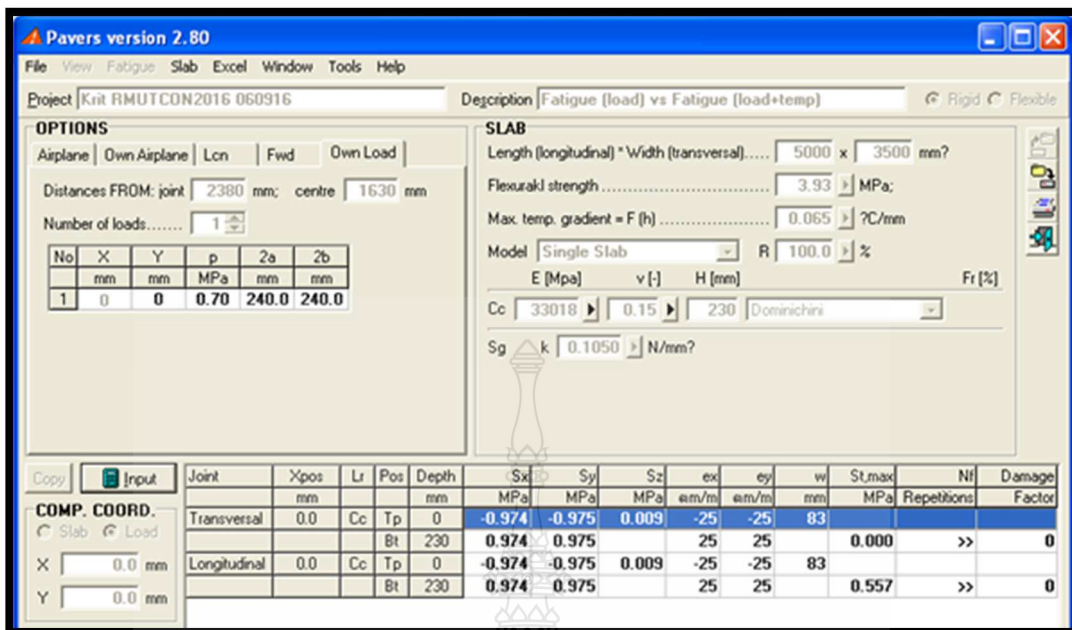 Pavers version 2.80
File View Fatigue Slab Excel Window Tools Help
Project Krit RMUTCON2016 060916 Description Fatigue (load) vs Fatigue (load+temp) Rigid Flexible
OPTIONS
Airplane Own Airplane Lcn Fwd Own Load
Distances FROM: joint 2380 mm; centre 1630 mm
Number of loads....... 1
No X Y p 2a 2b
mm mm MPa mm mm
1 0 0 0.70 240.0 240.0
SLAB
Length (longitudinal) * Width (transversal)..... 5000 x 3500 mm?
Flexurakl strength ................................ 3.93 MPa;
Max. temp. gradient = F (h) ........................ 0.065 ?C/mm
Model Single Slab R 100.0 %
E [Mpa] v [-] H [mm] Fr [%]
Cc 33018 0.15 230 Dominichini
Sg k 0.1050 N/mm?
Copy Input
COMP. COORD.
Slab Load
X 0.0 mm
Y 0.0 mm
Joint Xpos Lr Pos Depth Sx Sy Sz ex ey w St,max Nf Damage
mm mm MPa MPa MPa em/m em/m mm MPa Repetitions Factor
Transversal 0.0 Cc Tp 0 -0.974 -0.975 0.009 -25 -25 83
Bt 230 0.974 0.975 25 25 0.000 >> 0
Longitudinal 0.0 Cc Tp 0 -0.974 -0.975 0.009 -25 -25 83
Bt 230 0.974 0.975 25 25 0.557 >> 0